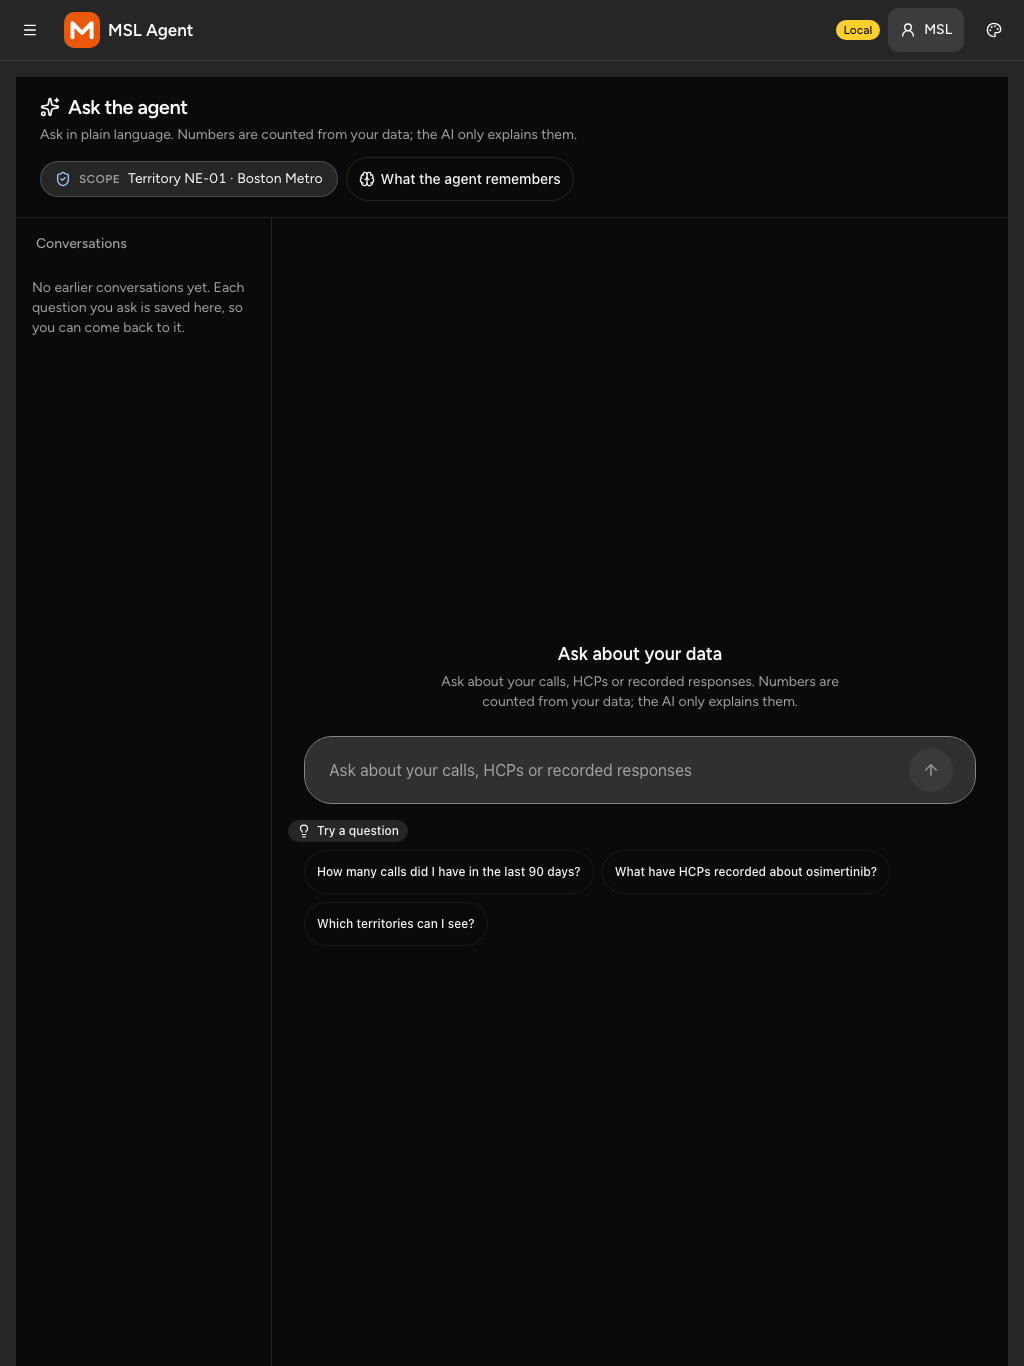 MSL Agent
Local
MSL
Ask the agent
Ask in plain language. Numbers are counted from your data; the AI only explains them.
SCOPE Territory NE-01 · Boston Metro
What the agent remembers
Conversations
No earlier conversations yet. Each
question you ask is saved here, so
you can come back to it.
Ask about your data
Ask about your calls, HCPs or recorded responses. Numbers are
counted from your data; the AI only explains them.
Ask about your calls, HCPs or recorded responses
Try a question
How many calls did I have in the last 90 days?
What have HCPs recorded about osimertinib?
Which territories can I see?